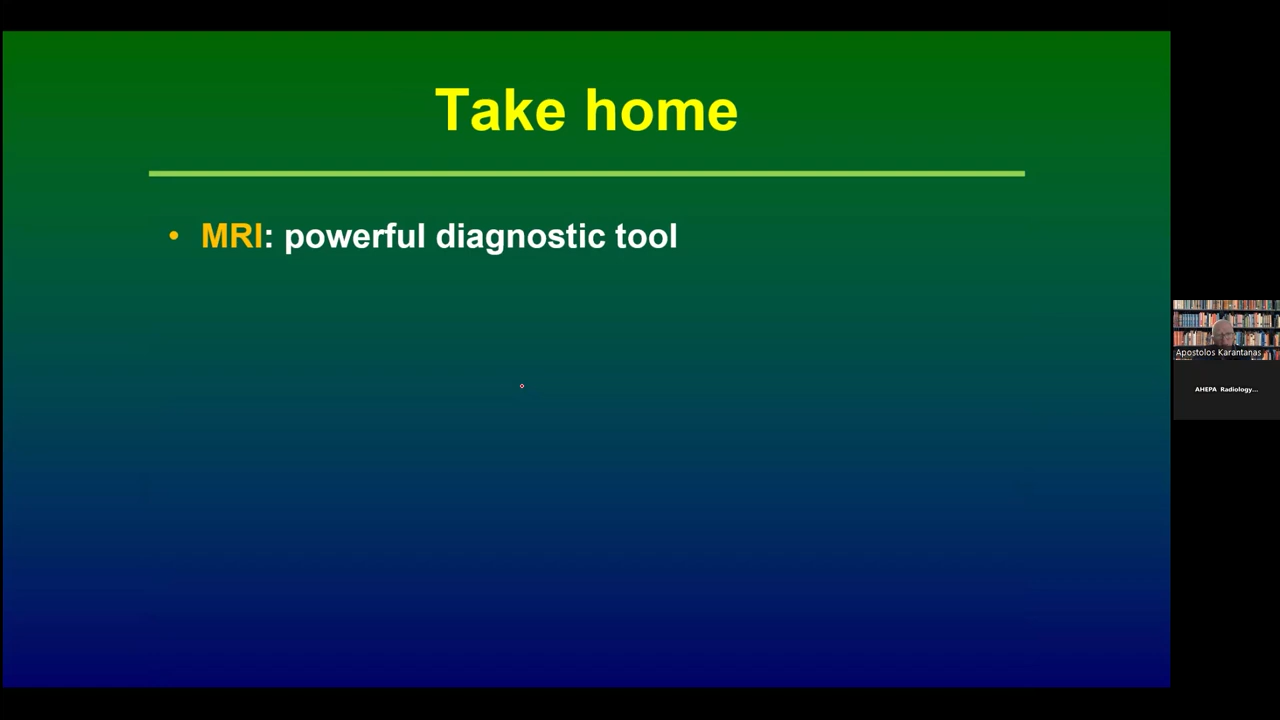 Take home
• MRI: powerful diagnostic tool
Apostolos Karantanas
AHEPA Radiology...